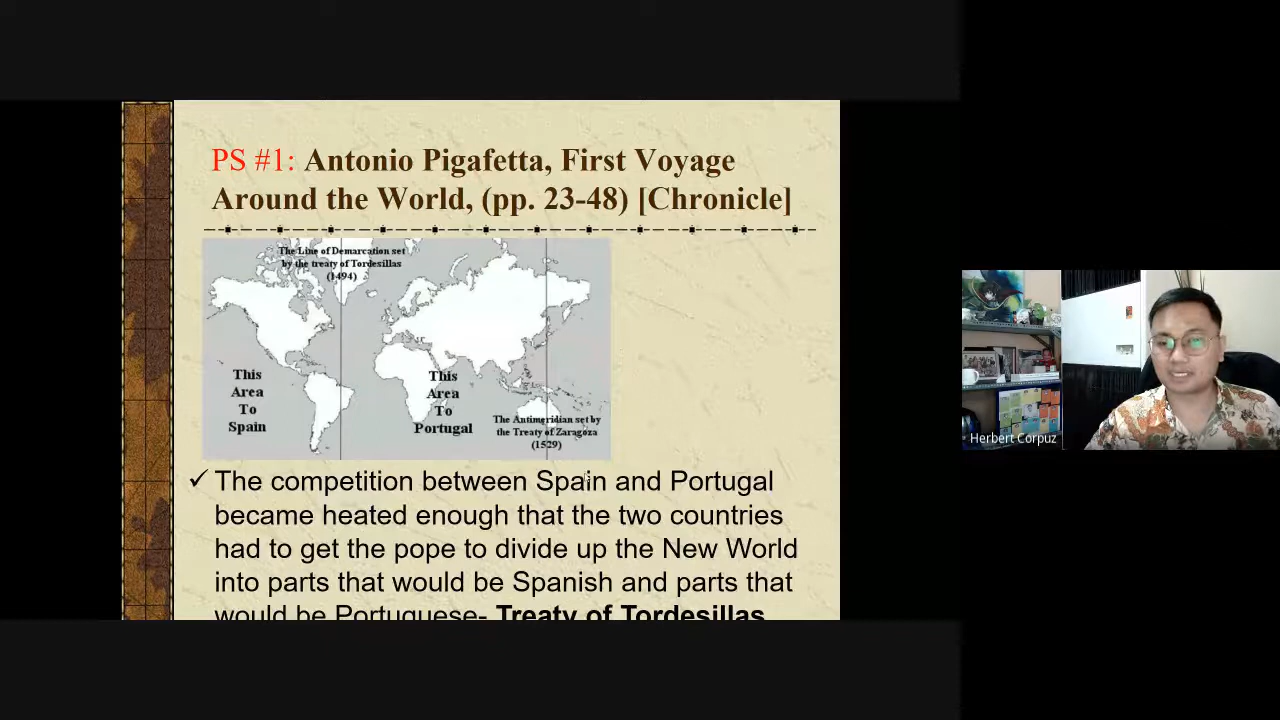 PS #1: Antonio Pigafetta, First Voyage
Around the World, (pp. 23-48) [Chronicle]
The Line of Demarcation set
by the treaty of Tordesillas
(1494)
This
Area
To
Spain
This
Area
To
Portugal
The Antimeridian set by
the Treaty of Zaragoza
(1529)
✓ The competition between Spain and Portugal
became heated enough that the two countries
had to get the pope to divide up the New World
into parts that would be Spanish and parts that
would be Portuguese- Treaty of Tordesillas
Herbert Corpuz